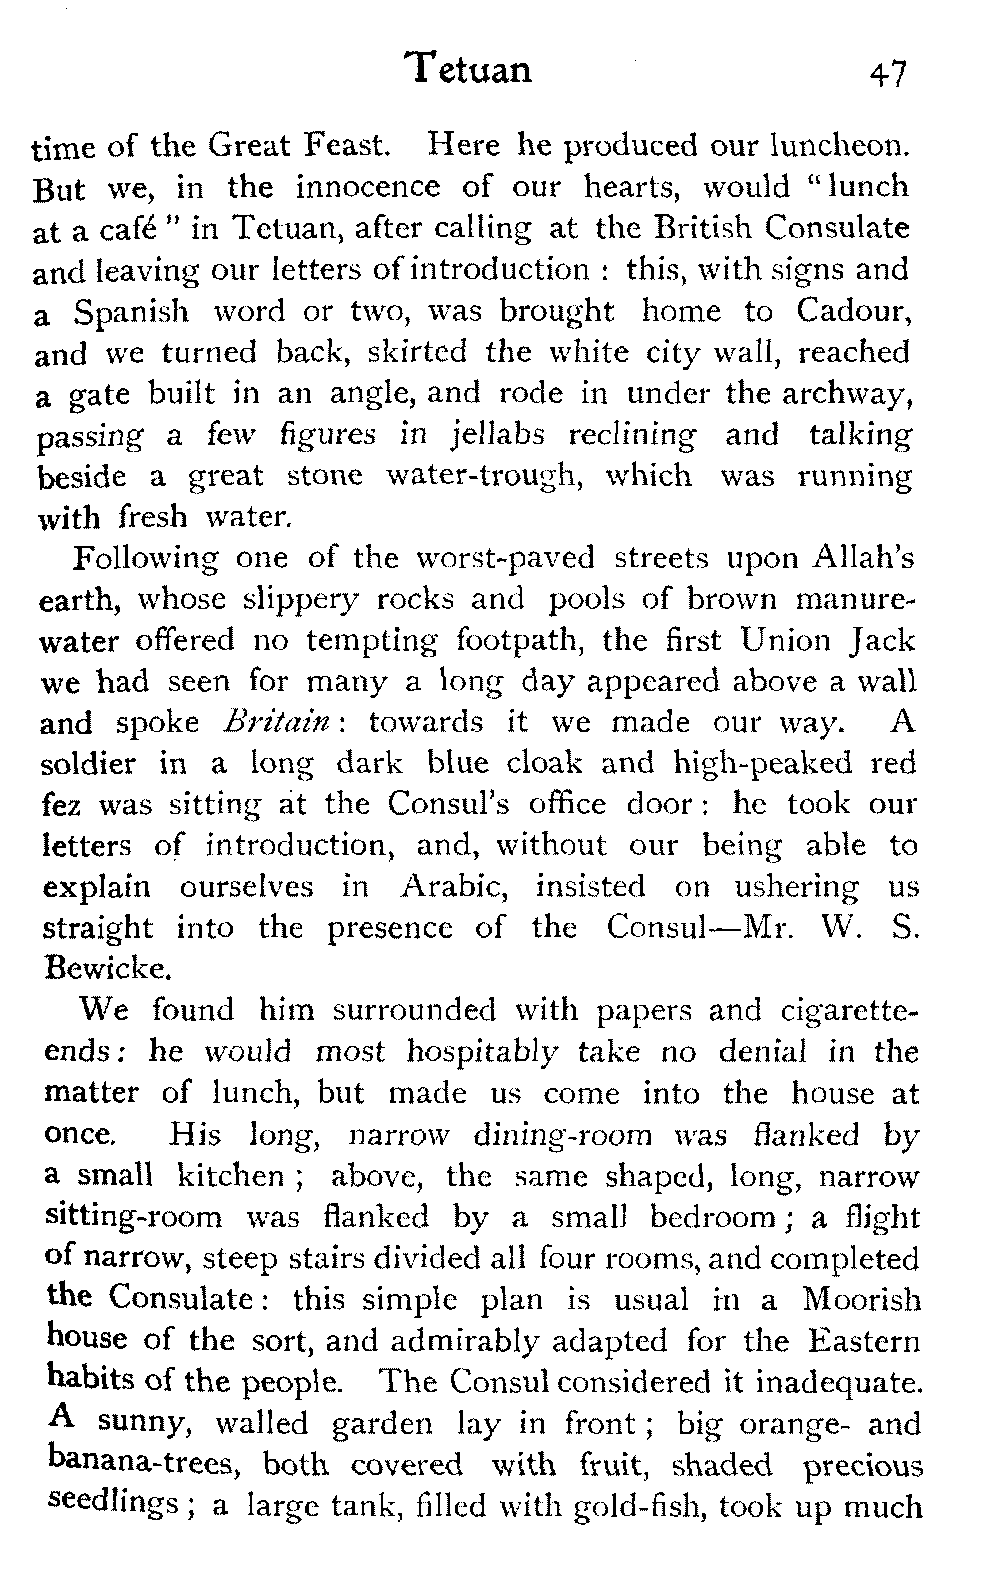 Tetuan 47
time of the Great Feast. Here he produced our luncheon.
But we, in the innocence of our hearts, would "lunch
at a café" in Tetuan, after calling at the British Consulate
and leaving our letters of introduction : this, with signs and
a Spanish word or two, was brought home to Cadour,
and we turned back, skirted the white city wall, reached
a gate built in an angle, and rode in under the archway,
passing a few figures in jellabs reclining and talking
beside a great stone water-trough, which was running
with fresh water.
Following one of the worst-paved streets upon Allah's
earth, whose slippery rocks and pools of brown manure-
water offered no tempting footpath, the first Union Jack
we had seen for many a long day appeared above a wall
and spoke Britain : towards it we made our way. A
soldier in a long dark blue cloak and high-peaked red
fez was sitting at the Consul's office door : he took our
letters of introduction, and, without our being able to
explain ourselves in Arabic, insisted on ushering us
straight into the presence of the Consul—Mr. W. S.
Bewicke.
We found him surrounded with papers and cigarette-
ends : he would most hospitably take no denial in the
matter of lunch, but made us come into the house at
once. His long, narrow dining-room was flanked by
a small kitchen ; above, the same shaped, long, narrow
sitting-room was flanked by a small bedroom ; a flight
of narrow, steep stairs divided all four rooms, and completed
the Consulate : this simple plan is usual in a Moorish
house of the sort, and admirably adapted for the Eastern
habits of the people. The Consul considered it inadequate.
A sunny, walled garden lay in front ; big orange- and
banana-trees, both covered with fruit, shaded precious
seedlings ; a large tank, filled with gold-fish, took up much